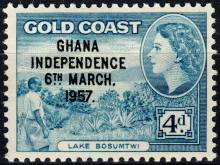 GOLD COAST
GHANA
INDEPENDENCE
6TH MARCH,
1957.
4d
LAKE BOSUMTWI